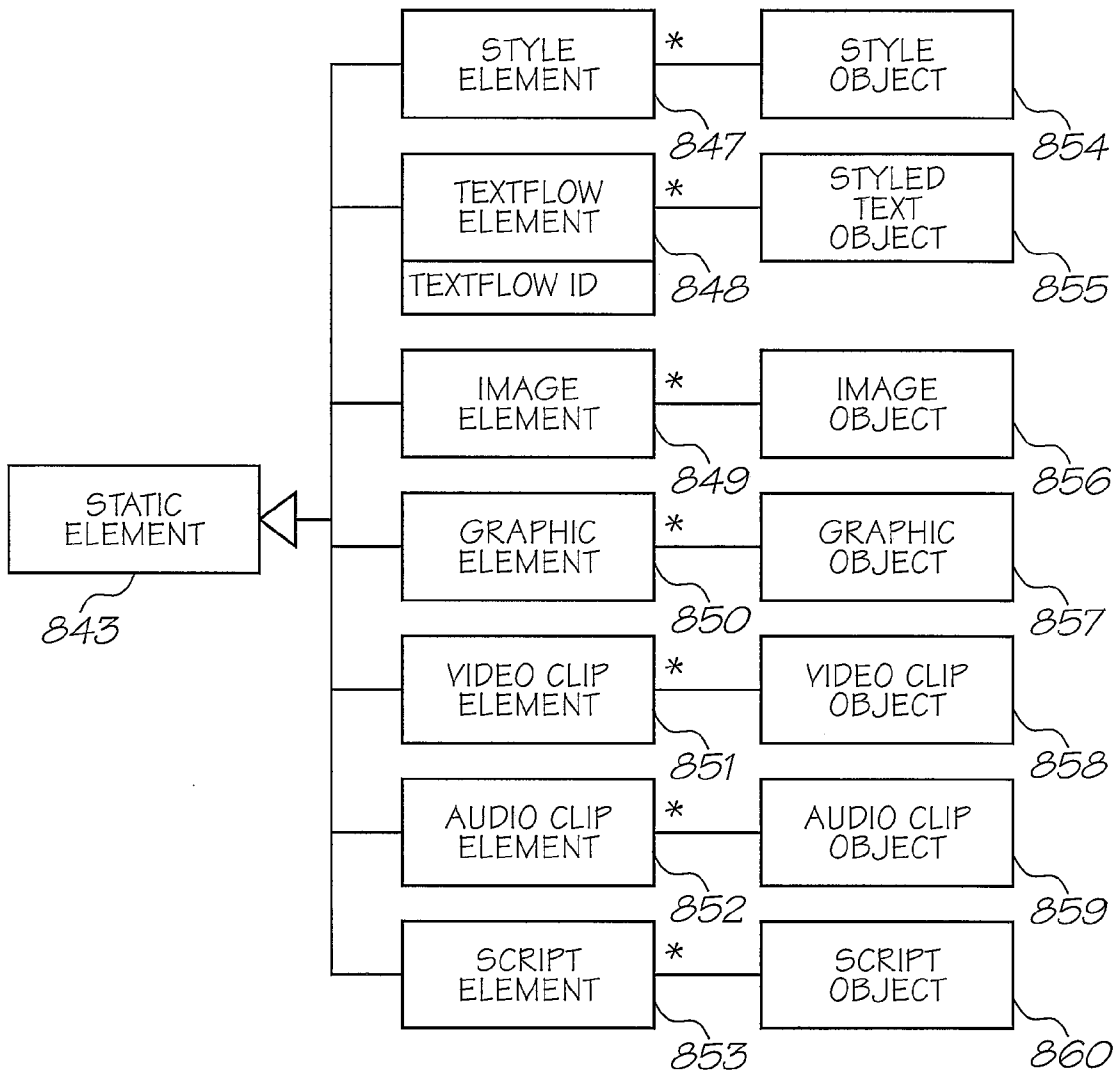 STYLE
ELEMENT
*
STYLE
OBJECT
847
854
TEXTFLOW
ELEMENT
*
STYLED
TEXT
OBJECT
TEXTFLOW ID
848
855
IMAGE
ELEMENT
*
IMAGE
OBJECT
849
856
STATIC
ELEMENT
843
GRAPHIC
ELEMENT
*
GRAPHIC
OBJECT
850
857
VIDEO CLIP
ELEMENT
*
VIDEO CLIP
OBJECT
851
858
AUDIO CLIP
ELEMENT
*
AUDIO CLIP
OBJECT
852
859
SCRIPT
ELEMENT
*
SCRIPT
OBJECT
853
860